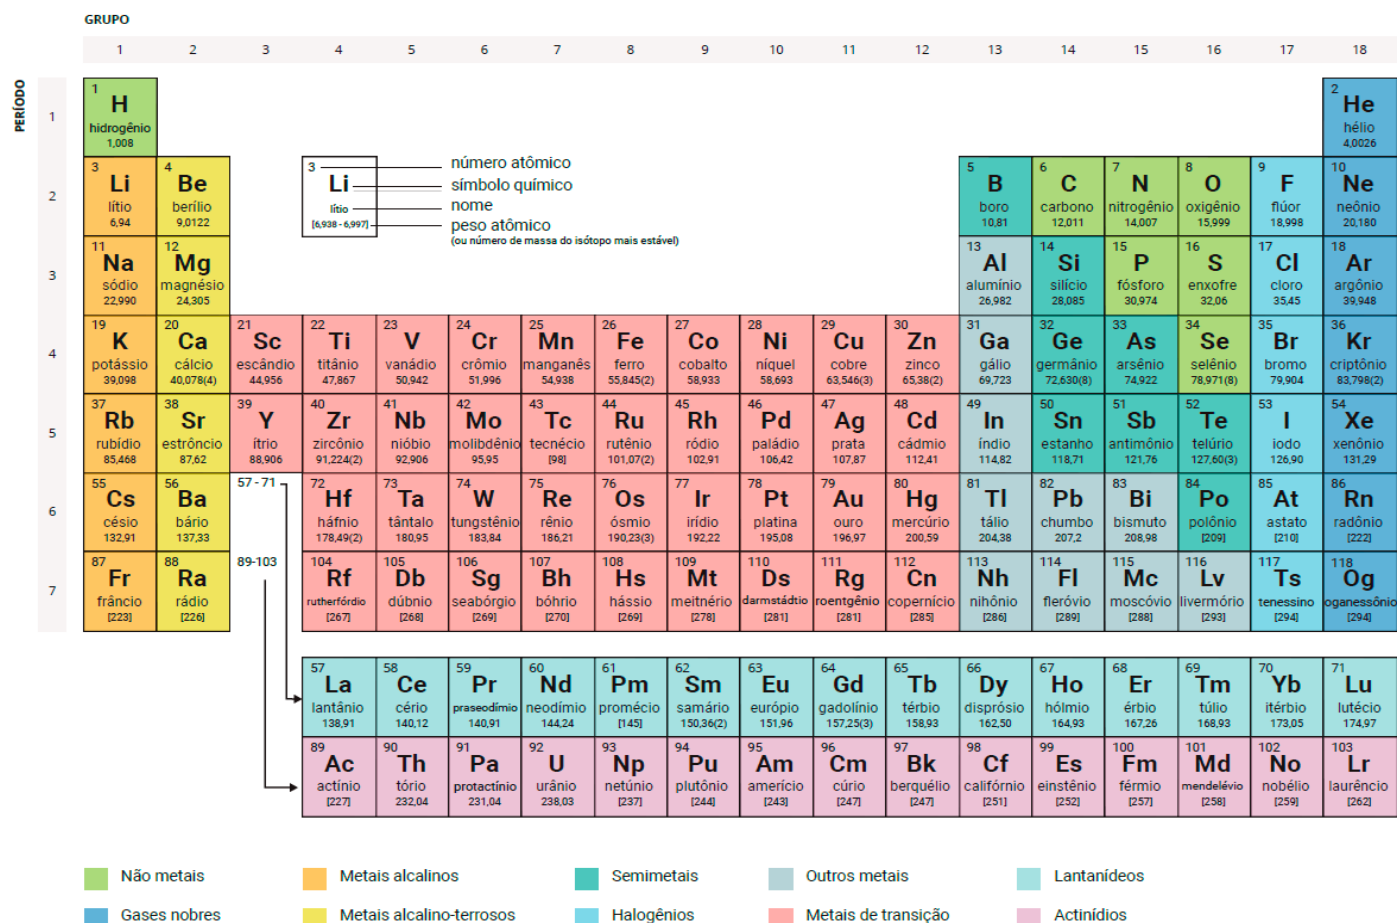 GRUPO
1 2 3 4 5 6 7 8 9 10 11 12 13 14 15 16 17 18
PERÍODO
1
1 2
H He
hidrogênio hélio
1,008 4,0026
2
3 4 5 6 7 8 9 10
Li Be B C N O F Ne
lítio berílio boro carbono nitrogênio oxigênio flúor neônio
6,94 9,0122 10,81 12,011 14,007 15,999 18,998 20,180
3 número atômico
Li símbolo químico
lítio nome
[6,938 - 6,997] peso atômico
(ou número de massa do isótopo mais estável)
3
11 12 13 14 15 16 17 18
Na Mg Al Si P S Cl Ar
sódio magnésio alumínio silício fósforo enxofre cloro argônio
22,990 24,305 26,982 28,085 30,974 32,06 35,45 39,948
4
19 20 21 22 23 24 25 26 27 28 29 30 31 32 33 34 35 36
K Ca Sc Ti V Cr Mn Fe Co Ni Cu Zn Ga Ge As Se Br Kr
potássio cálcio escândio titânio vanádio crômio manganês ferro cobalto níquel cobre zinco gálio germânio arsênio selênio bromo criptônio
39,098 40,078(4) 44,956 47,867 50,942 51,996 54,938 55,845(2) 58,933 58,693 63,546(3) 65,38(2) 69,723 72,630(8) 74,922 78,971(8) 79,904 83,798(2)
5
37 38 39 40 41 42 43 44 45 46 47 48 49 50 51 52 53 54
Rb Sr Y Zr Nb Mo Tc Ru Rh Pd Ag Cd In Sn Sb Te I Xe
rubídio estrôncio ítrio zircônio nióbio molibdênio tecnécio rutênio ródio paládio prata cádmio índio estanho antimônio telúrio iodo xenônio
85,468 87,62 88,906 91,224(2) 92,906 95,95 [98] 101,07(2) 102,91 106,42 107,87 112,41 114,82 118,71 121,76 127,60(3) 126,90 131,29
6
55 56 57 - 71 72 73 74 75 76 77 78 79 80 81 82 83 84 85 86
Cs Ba Hf Ta W Re Os Ir Pt Au Hg Tl Pb Bi Po At Rn
césio bário háfnio tântalo tungstênio rênio ósmio irídio platina ouro mercúrio tálio chumbo bismuto polônio astato radônio
132,91 137,33 178,49(2) 180,95 183,84 186,21 190,23(3) 192,22 195,08 196,97 200,59 204,38 207,2 208,98 [209] [210] [222]
7
87 88 89-103 104 105 106 107 108 109 110 111 112 113 114 115 116 117 118
Fr Ra Rf Db Sg Bh Hs Mt Ds Rg Cn Nh Fl Mc Lv Ts Og
frâncio rádio rutherfórdio dúbnio seabórgio bóhrio hássio meitnério darmstádtio roentgênio copernício nihônio fleróvio moscóvio livermório tenessino oganessônio
[223] [226] [267] [268] [269] [270] [269] [278] [281] [281] [285] [286] [289] [288] [293] [294] [294]
57 58 59 60 61 62 63 64 65 66 67 68 69 70 71
La Ce Pr Nd Pm Sm Eu Gd Tb Dy Ho Er Tm Yb Lu
lantânio cério praseodímio neodímio promécio samário európio gadolínio térbio disprósio hólmio érbio túlio itérbio lutécio
138,91 140,12 140,91 144,24 [145] 150,36(2) 151,96 157,25(3) 158,93 162,50 164,93 167,26 168,93 173,05 174,97
89 90 91 92 93 94 95 96 97 98 99 100 101 102 103
Ac Th Pa U Np Pu Am Cm Bk Cf Es Fm Md No Lr
actínio tório protactínio urânio netúnio plutônio amerício cúrio berquélio califórnio einstênio férmio mendelévio nobélio laurêncio
[227] 232,04 231,04 238,03 [237] [244] [243] [247] [247] [251] [252] [257] [258] [259] [262]
Não metais Metais alcalinos Semimetais Outros metais Lantanídeos
Gases nobres Metais alcalino-terrosos Halogênios Metais de transição Actinídios